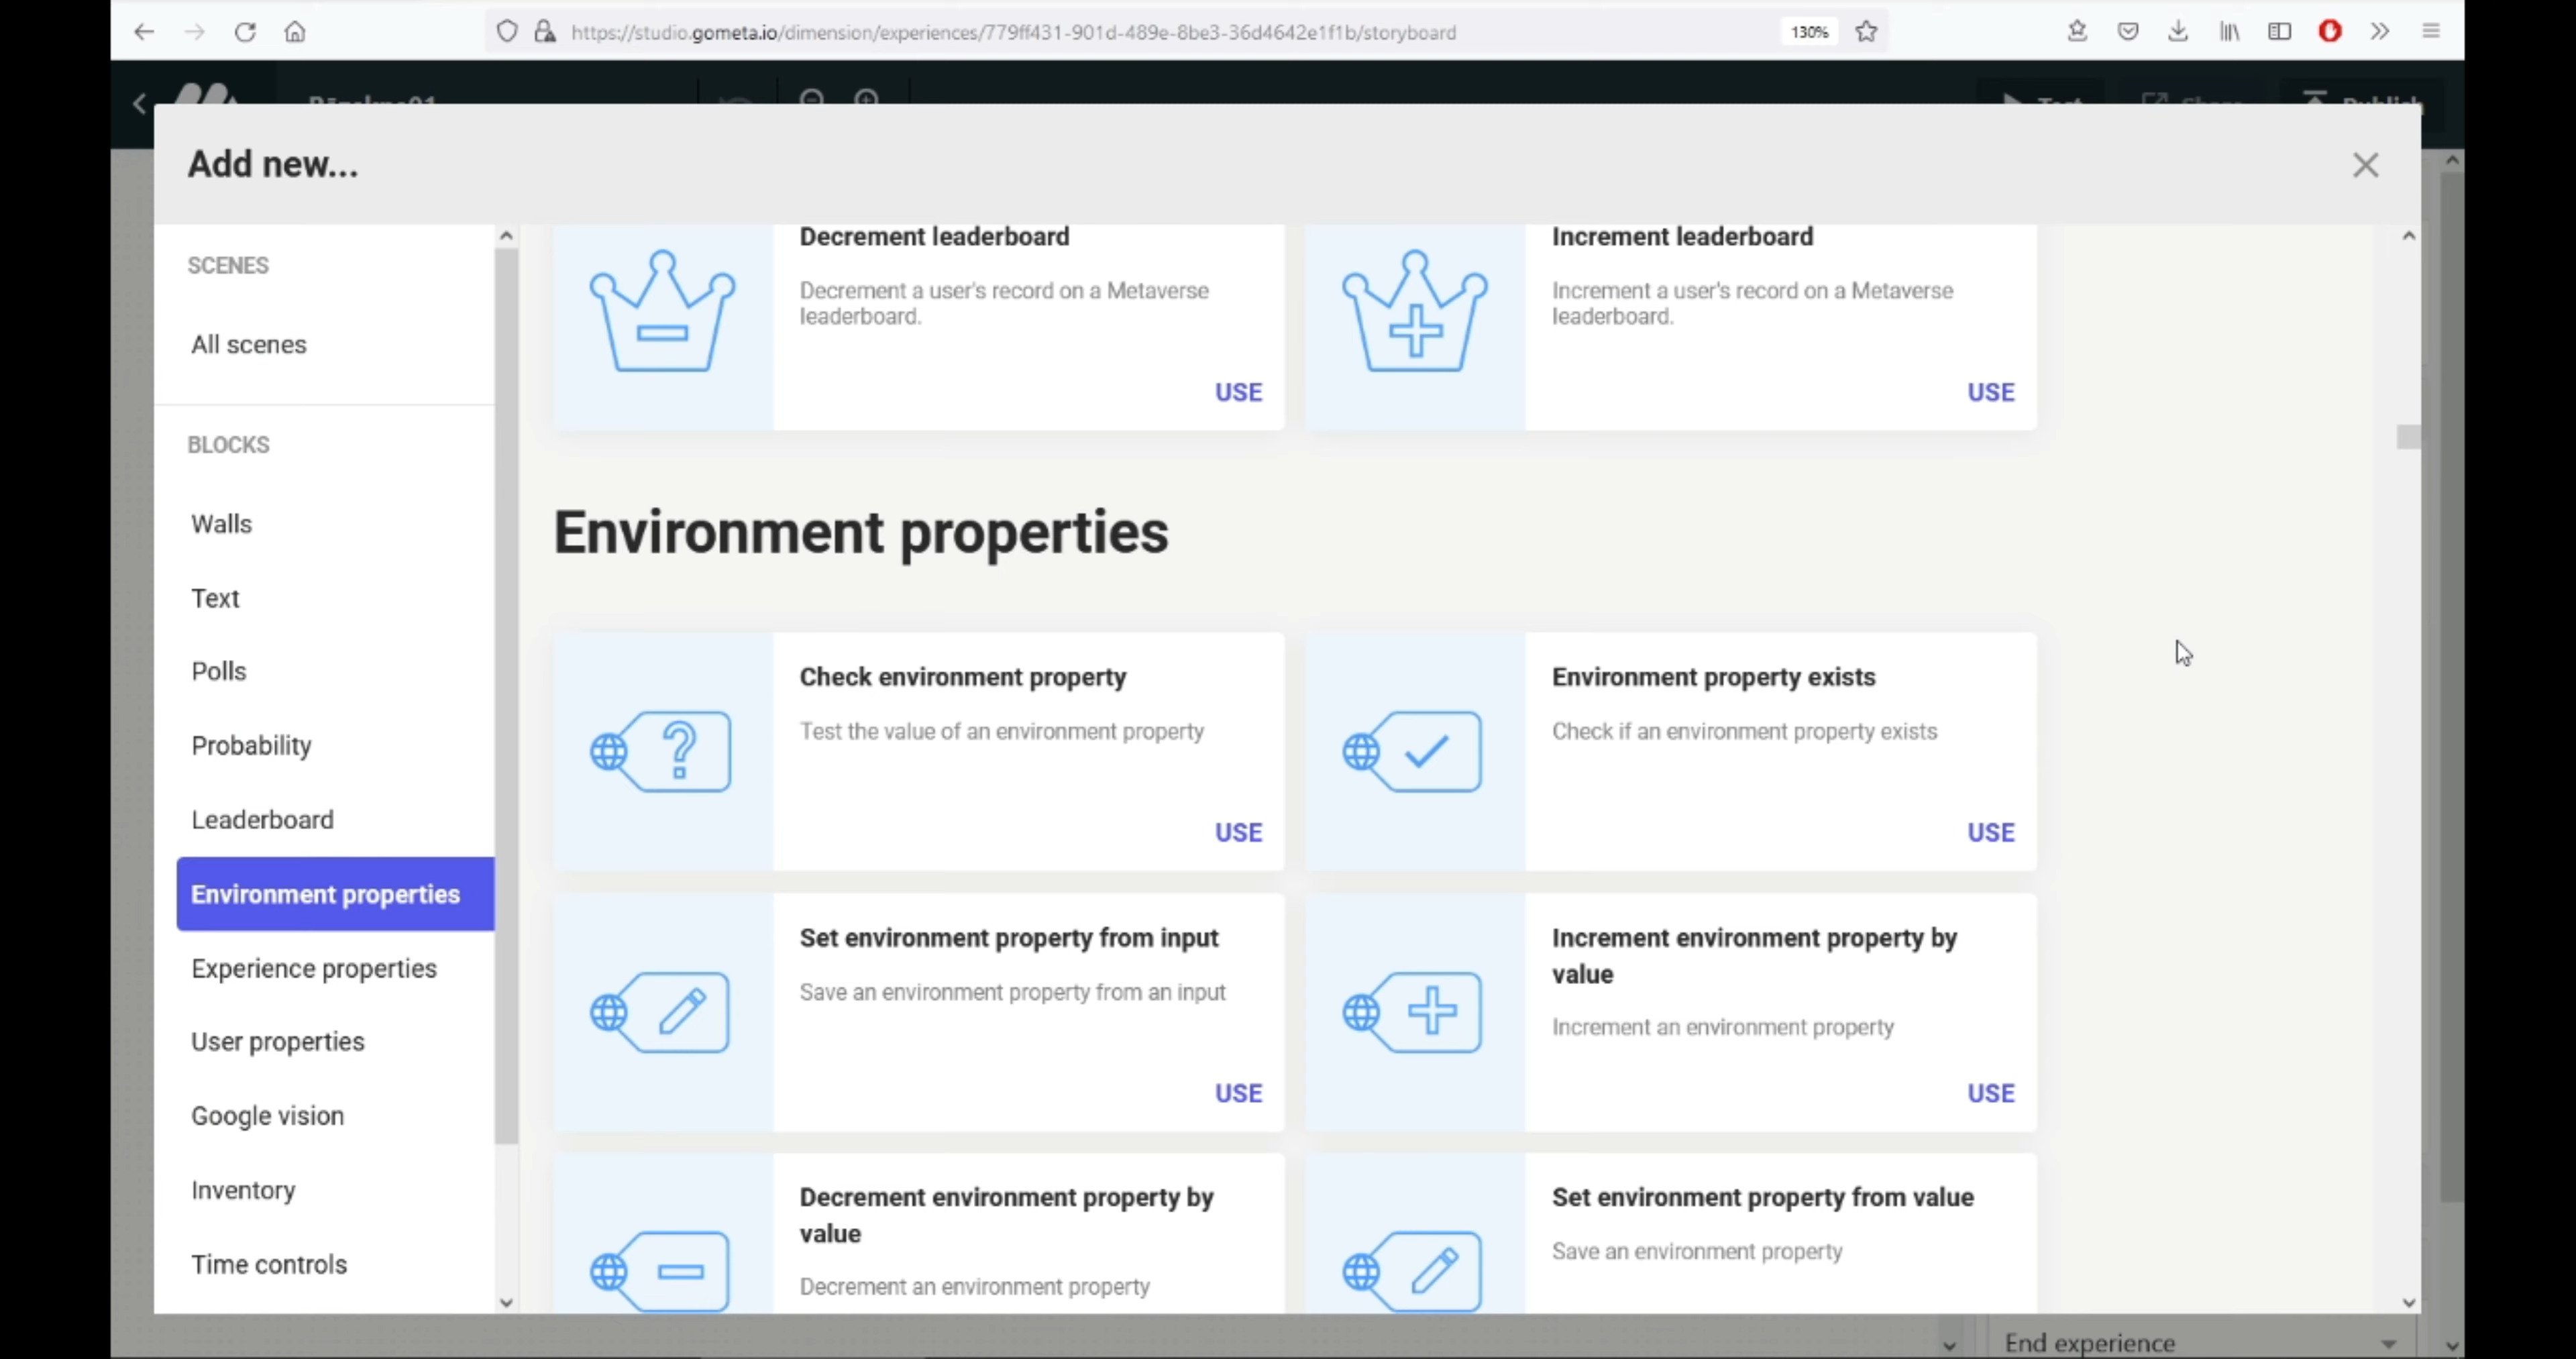 https://studio.gometa.io/dimension/experiences/779ff431-901d-489e-8be3-36d4642e1f1b/storyboard
130%
Add new...
SCENES
All scenes
BLOCKS
Walls
Text
Polls
Probability
Leaderboard
Environment properties
Experience properties
User properties
Google vision
Inventory
Time controls
Decrement leaderboard
Decrement a user's record on a Metaverse
leaderboard.
USE
Increment leaderboard
Increment a user's record on a Metaverse
leaderboard.
USE
Environment properties
Check environment property
Test the value of an environment property
USE
Environment property exists
Check if an environment property exists
USE
Set environment property from input
Save an environment property from an input
USE
Increment environment property by
value
Increment an environment property
USE
Decrement environment property by
value
Decrement an environment property
Set environment property from value
Save an environment property
End experience